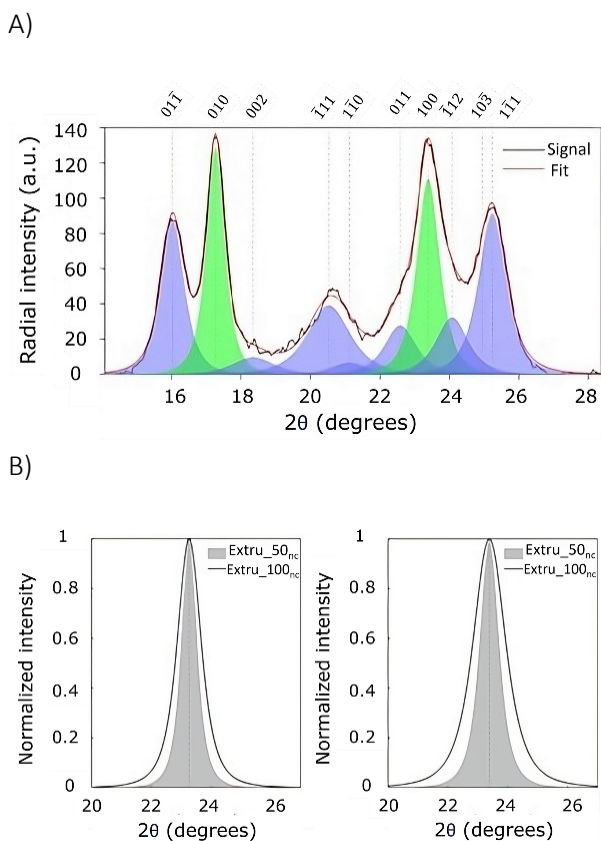 A)
01̄1̄ 010 002 1̄11 11̄0 011 100 1̄12 103̄ 11̄1
140
120
100
80
60
40
20
0
Radial intensity (a.u.)
Signal
Fit
16 18 20 22 24 26 28
2θ (degrees)
B)
1
0.8
0.6
0.4
0.2
0
Normalized intensity
Extru_50nc
Extru_100nc
20 22 24 26
2θ (degrees)
1
0.8
0.6
0.4
0.2
0
Normalized intensity
Extru_50nc
Extru_100nc
20 22 24 26
2θ (degrees)